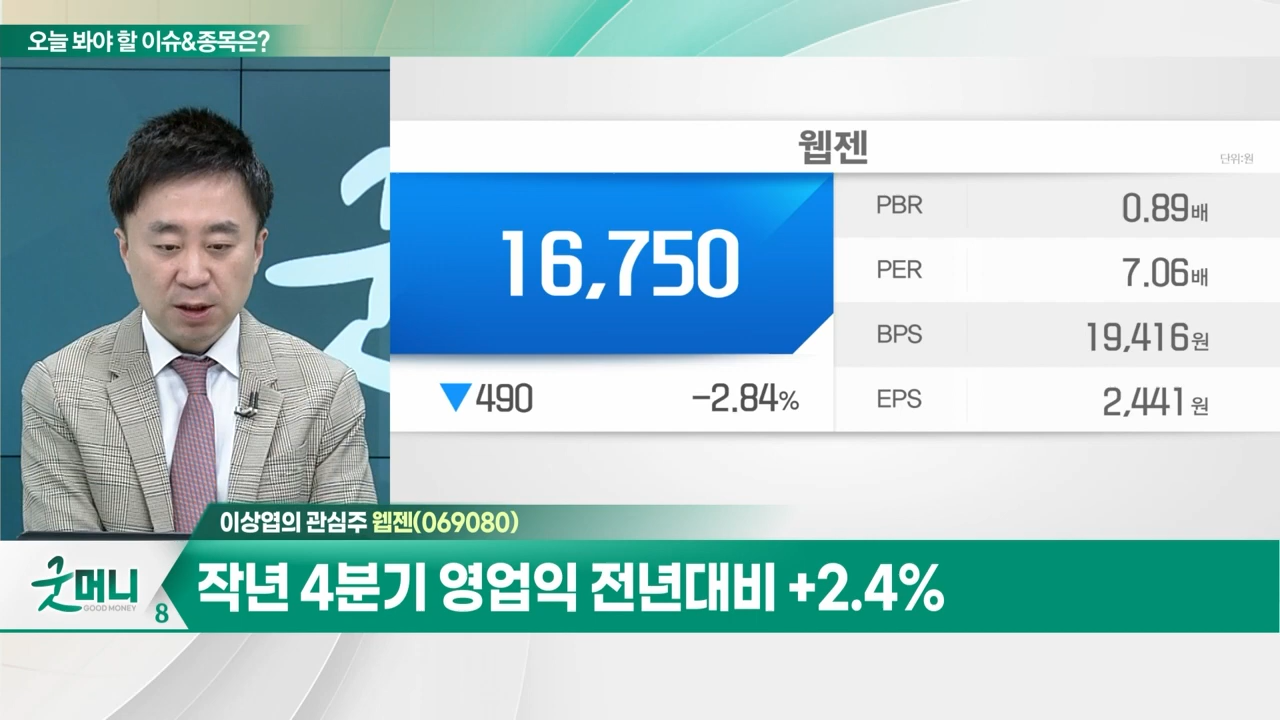 오늘 봐야 할 이슈&종목은?
웹젠
단위:원
16,750
▼490 -2.84%
PBR 0.89배
PER 7.06배
BPS 19,416원
EPS 2,441원
이상엽의 관심주 웹젠(069080)
굿머니
GOOD MONEY
8
작년 4분기 영업익 전년대비 +2.4%